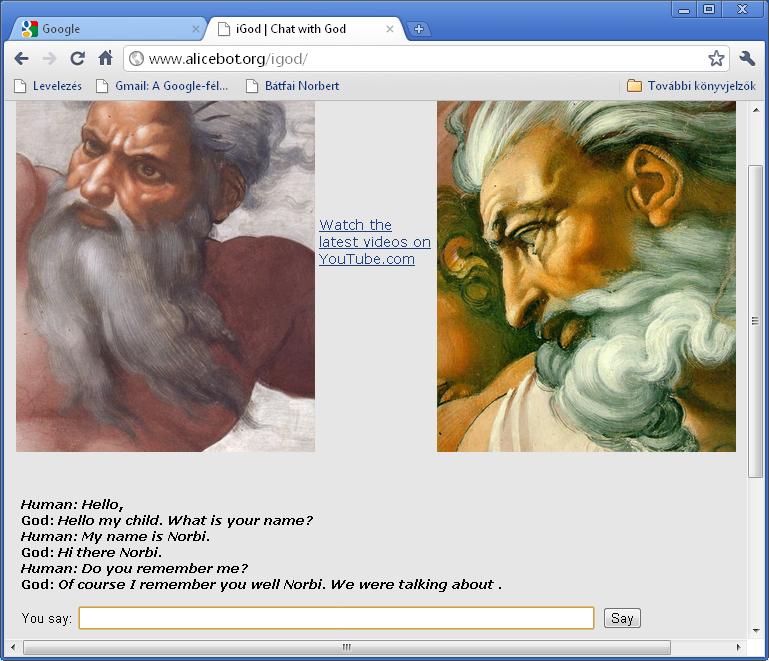 Google
iGod | Chat with God
www.alicebot.org/igod/
Levelezés
Gmail: A Google-fél...
Bátfai Norbert
További könyvjelzők
Watch the
latest videos on
YouTube.com
Human: Hello,
God: Hello my child. What is your name?
Human: My name is Norbi.
God: Hi there Norbi.
Human: Do you remember me?
God: Of course I remember you well Norbi. We were talking about .
You say:
Say